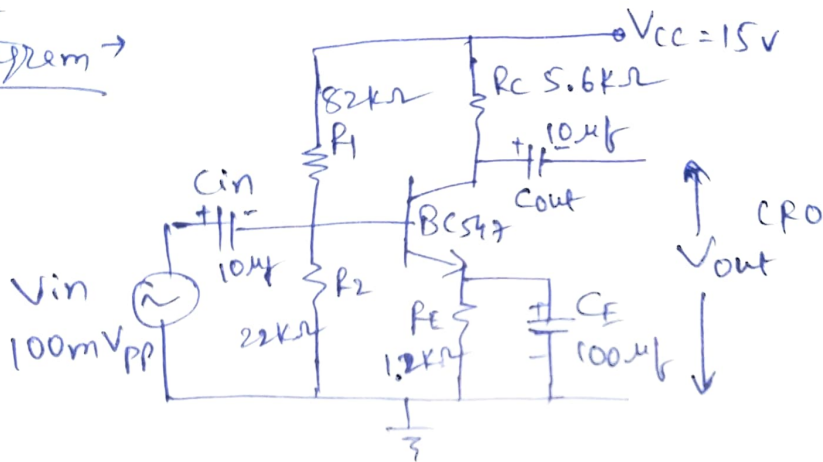 grem →
VCC = 15V
82KΩ
R1
RC 5.6KΩ
+ 10μf
Cout
Cin
+ -
10μf
BC547
CRO
Vout
Vin
100mVPP
R2
22KΩ
RE
1.2KΩ
+
-
CE
100μf